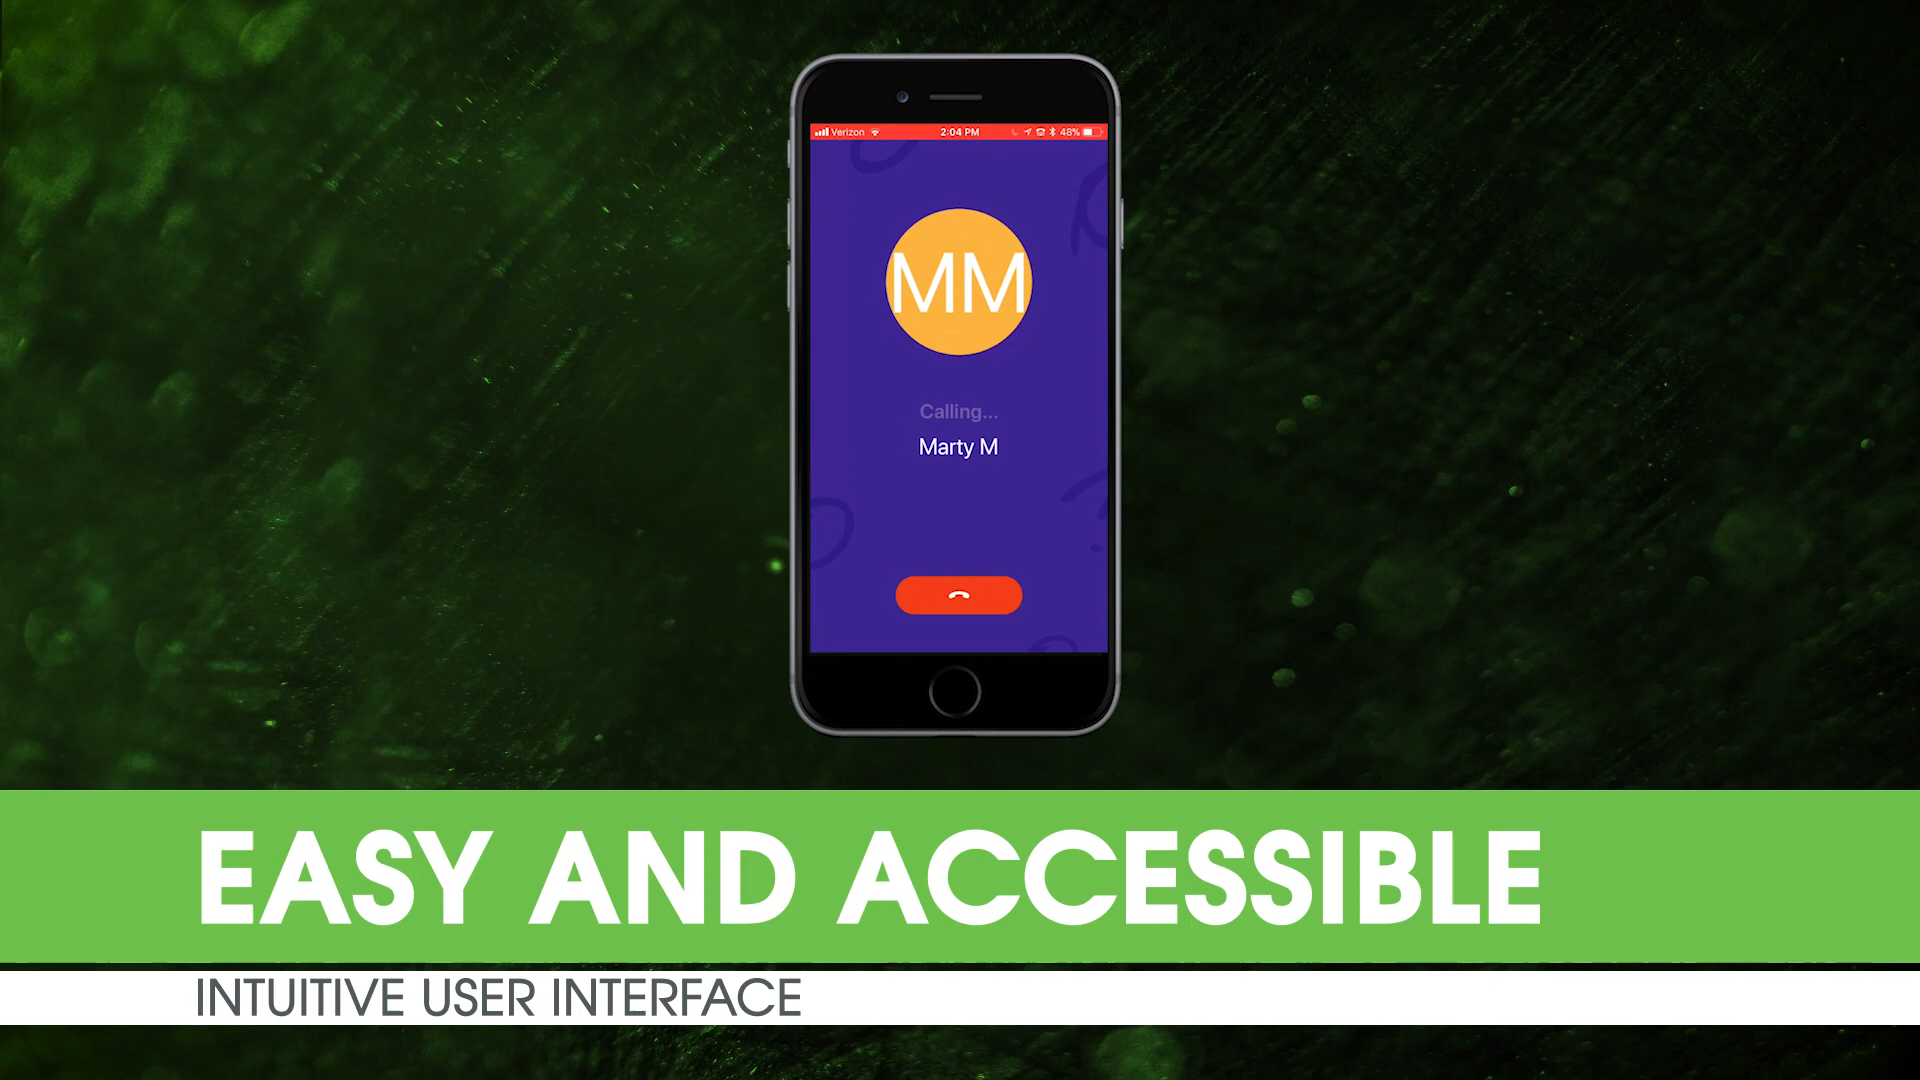 Verizon 2:04 PM 48%
MM
Calling...
Marty M
EASY AND ACCESSIBLE
INTUITIVE USER INTERFACE